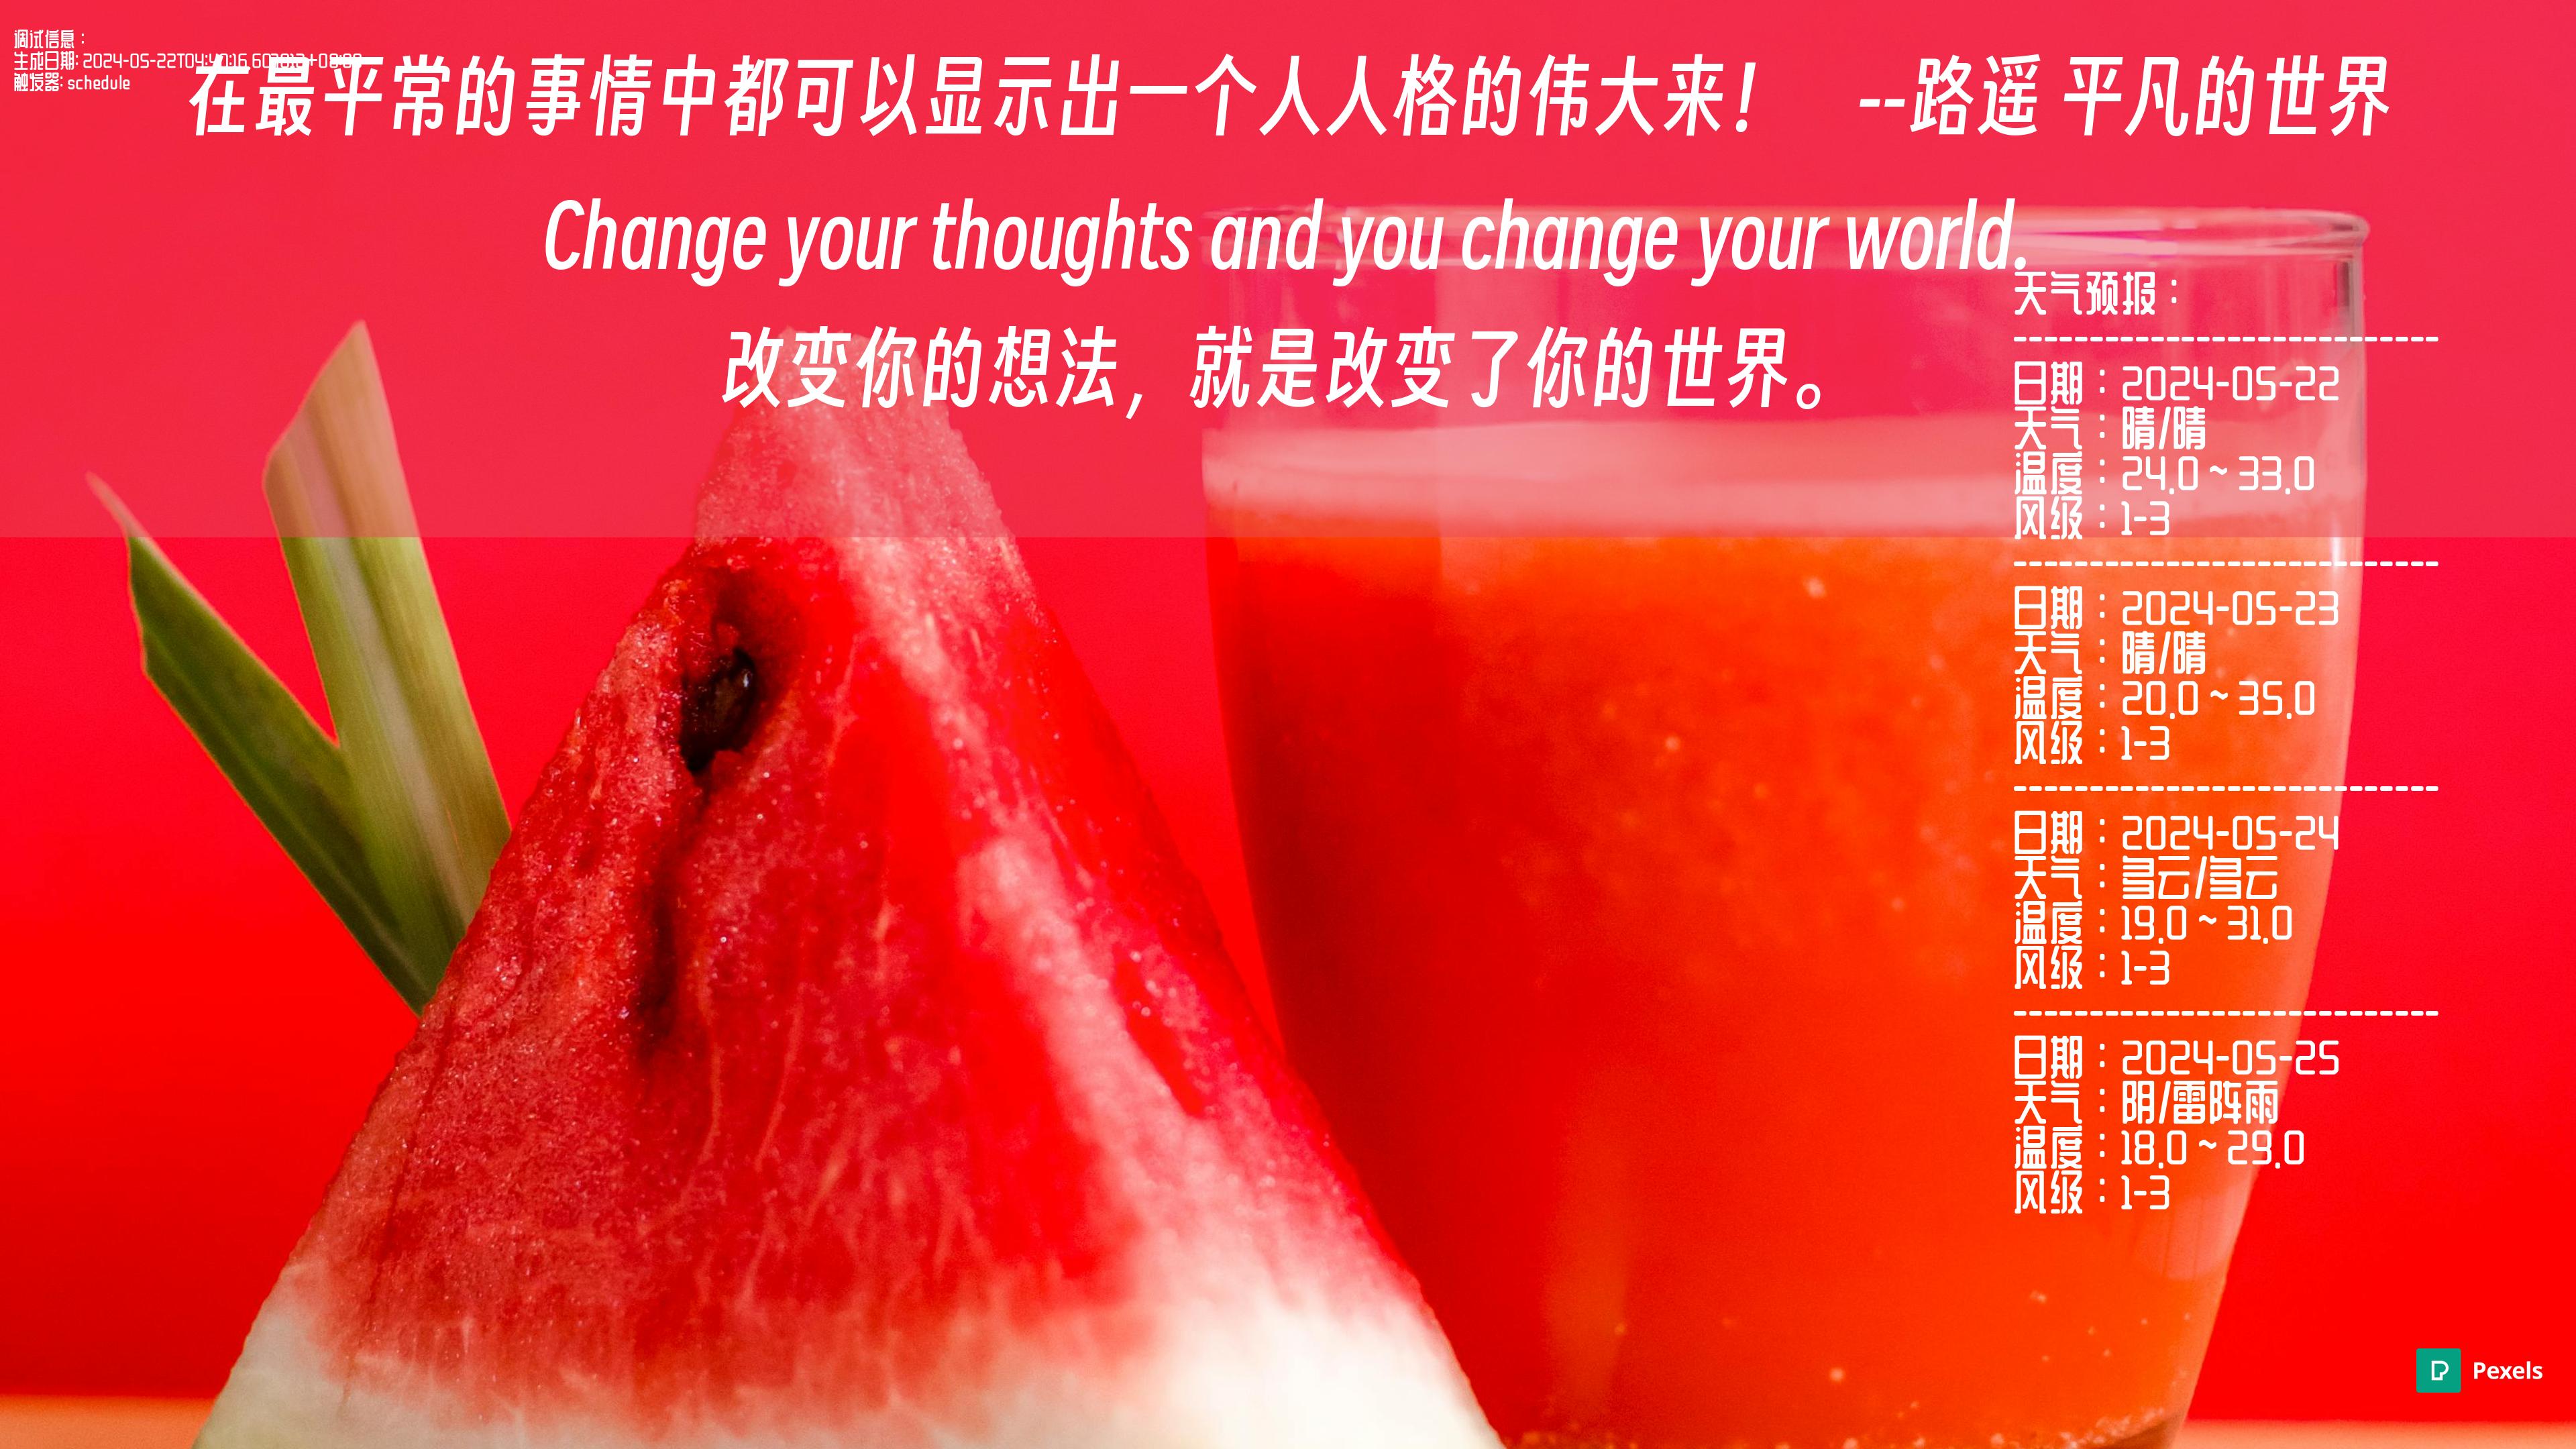 调试信息：
生成日期: 2024-05-22T04:40:16
触发器: schedule
在最平常的事情中都可以显示出一个人人格的伟大来！ --路遥 平凡的世界
Change your thoughts and you change your world.
改变你的想法，就是改变了你的世界。
天气预报：
----------------------------
日期：2024-05-22
天气：晴/晴
温度：24.0 ~ 33.0
风级：1-3
----------------------------
日期：2024-05-23
天气：晴/晴
温度：20.0 ~ 35.0
风级：1-3
----------------------------
日期：2024-05-24
天气：多云/多云
温度：19.0 ~ 31.0
风级：1-3
----------------------------
日期：2024-05-25
天气：阴/雷阵雨
温度：18.0 ~ 29.0
风级：1-3
Pexels